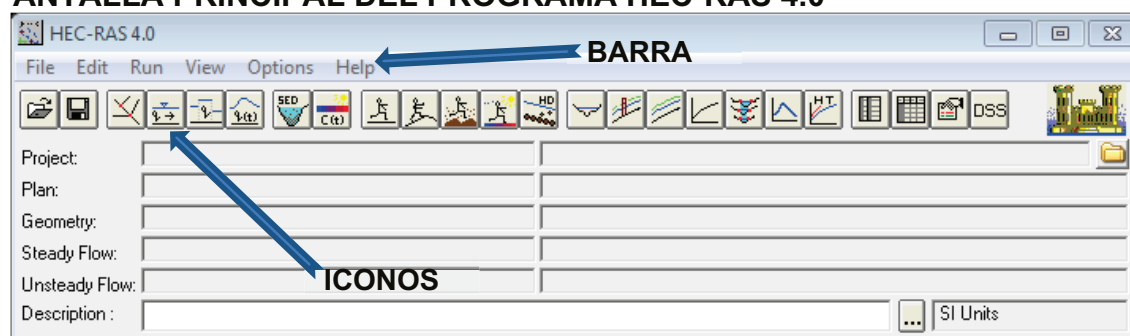 ANTALLA PRINCIPAL DEL PROGRAMA HEC-RAS 4.0
HEC-RAS 4.0
BARRA
File Edit Run View Options Help
SED C(t) HD HT DSS
Project:
Plan:
Geometry:
Steady Flow:
Unsteady Flow:
ICONOS
Description : ... SI Units